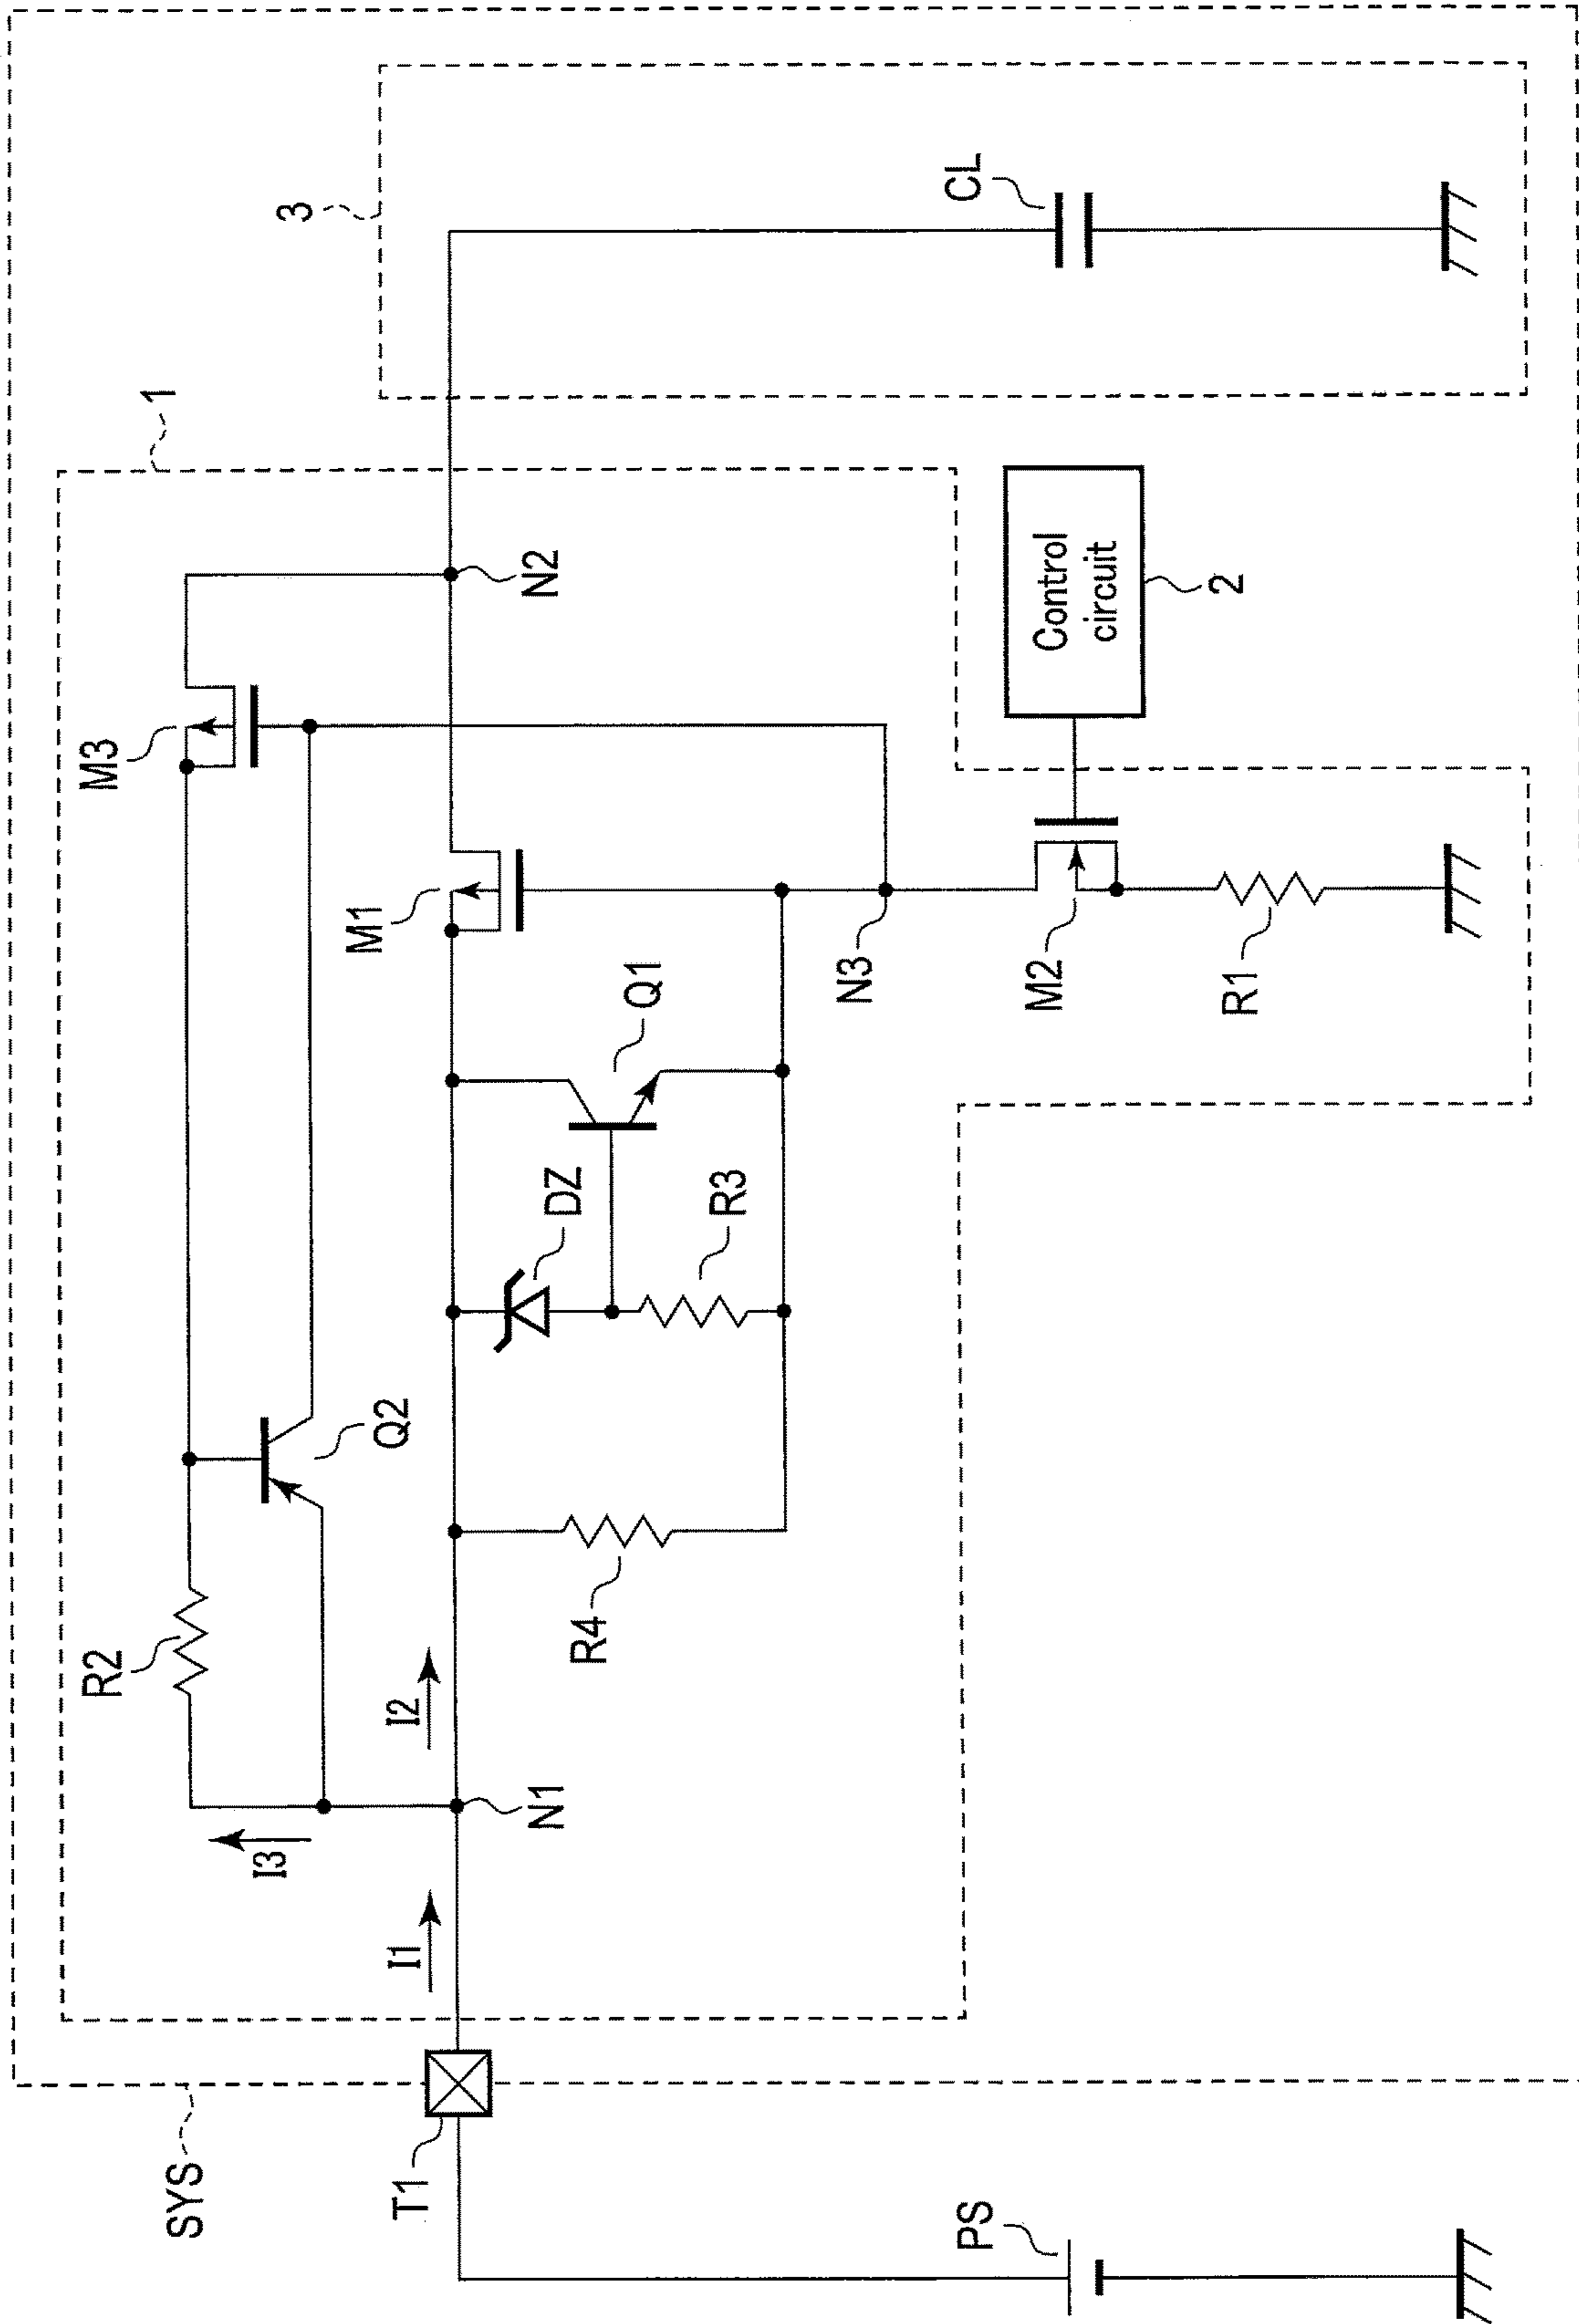 SYS
1
3
R2
M3
Q2
I3
I1
I2
M1
T1
N1
N2
R4
DZ
Q1
R3
N3
M2
R1
Control
circuit
2
CL
PS